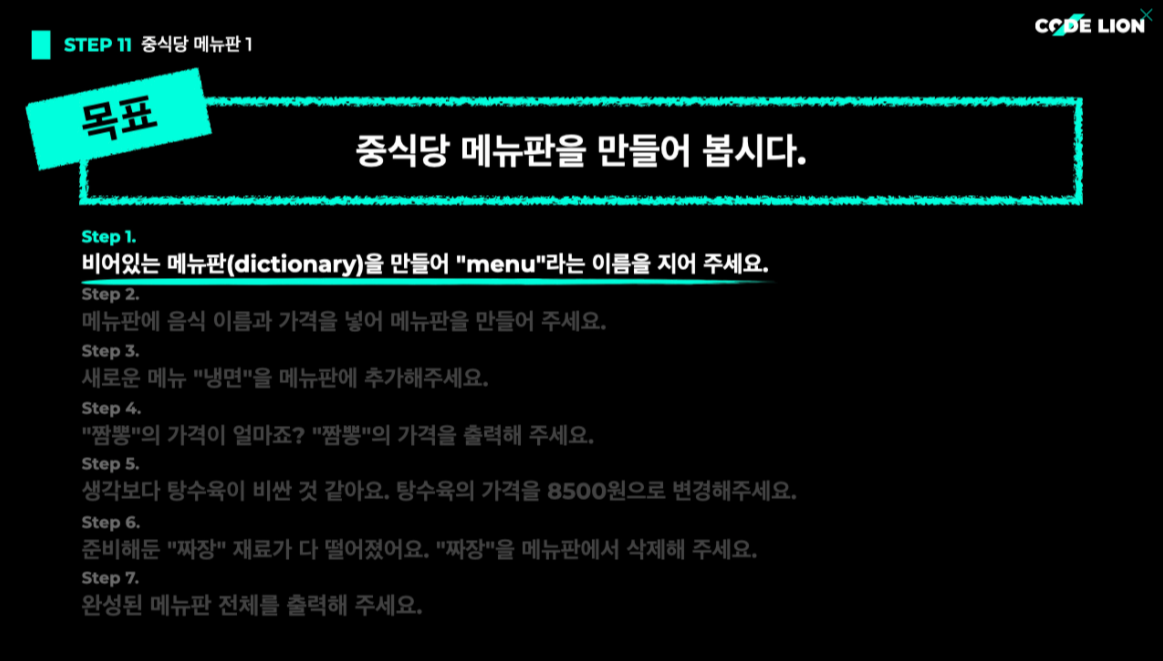 STEP 11 중식당 메뉴판 1
CODE LION
목표
중식당 메뉴판을 만들어 봅시다.
Step 1.
비어있는 메뉴판(dictionary)을 만들어 "menu"라는 이름을 지어 주세요.
Step 2.
메뉴판에 음식 이름과 가격을 넣어 메뉴판을 만들어 주세요.
Step 3.
새로운 메뉴 "냉면"을 메뉴판에 추가해주세요.
Step 4.
"짬뽕"의 가격이 얼마죠? "짬뽕"의 가격을 출력해 주세요.
Step 5.
생각보다 탕수육이 비싼 것 같아요. 탕수육의 가격을 8500원으로 변경해주세요.
Step 6.
준비해둔 "짜장" 재료가 다 떨어졌어요. "짜장"을 메뉴판에서 삭제해 주세요.
Step 7.
완성된 메뉴판 전체를 출력해 주세요.